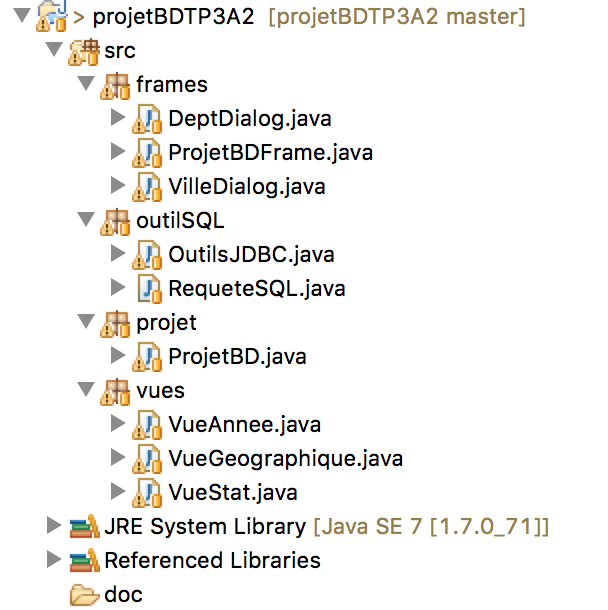 > projetBDTP3A2 [projetBDTP3A2 master]
src
frames
DeptDialog.java
ProjetBDFrame.java
VilleDialog.java
outilSQL
OutilsJDBC.java
RequeteSQL.java
projet
ProjetBD.java
vues
VueAnnee.java
VueGeographique.java
VueStat.java
JRE System Library [Java SE 7 [1.7.0_71]]
Referenced Libraries
doc